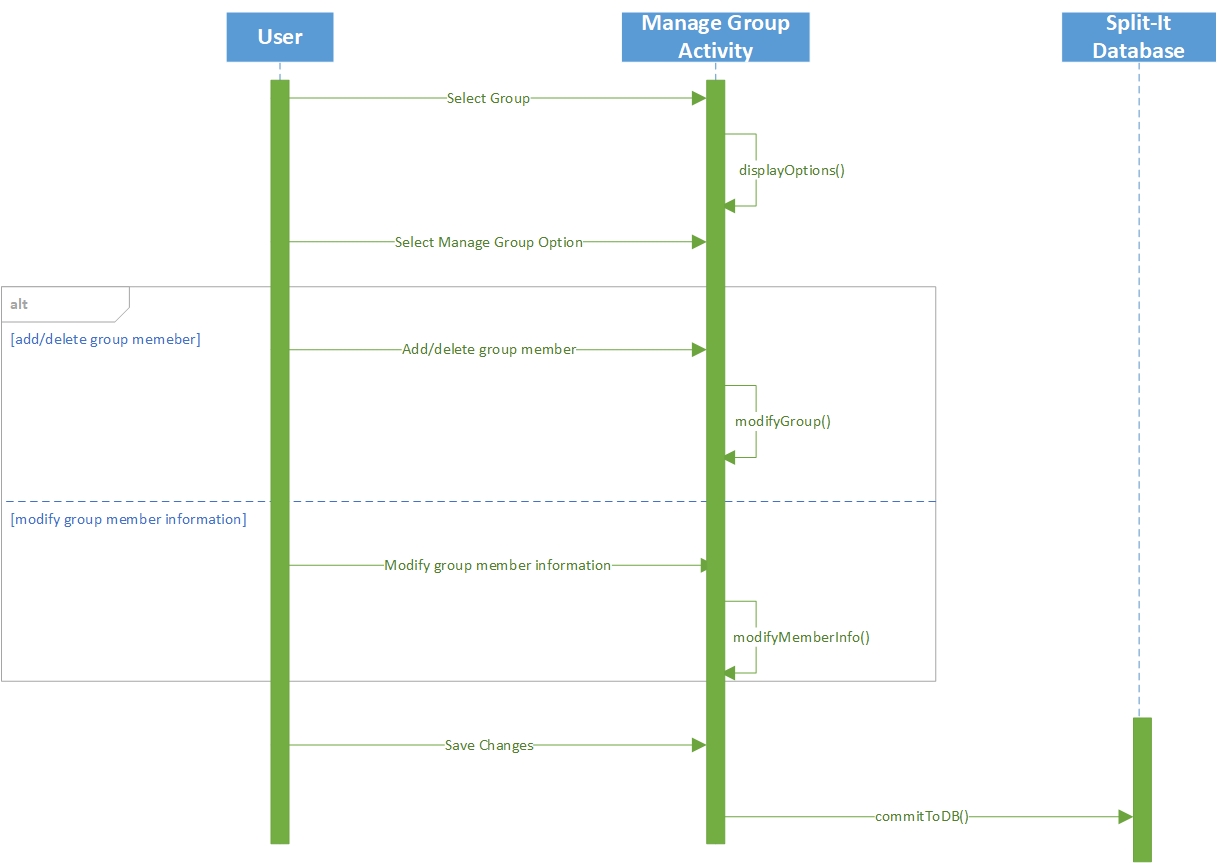 User
Manage Group
Activity
Split-It
Database
Select Group
displayOptions()
Select Manage Group Option
alt
[add/delete group memeber]
Add/delete group member
modifyGroup()
[modify group member information]
Modify group member information
modifyMemberInfo()
Save Changes
commitToDB()